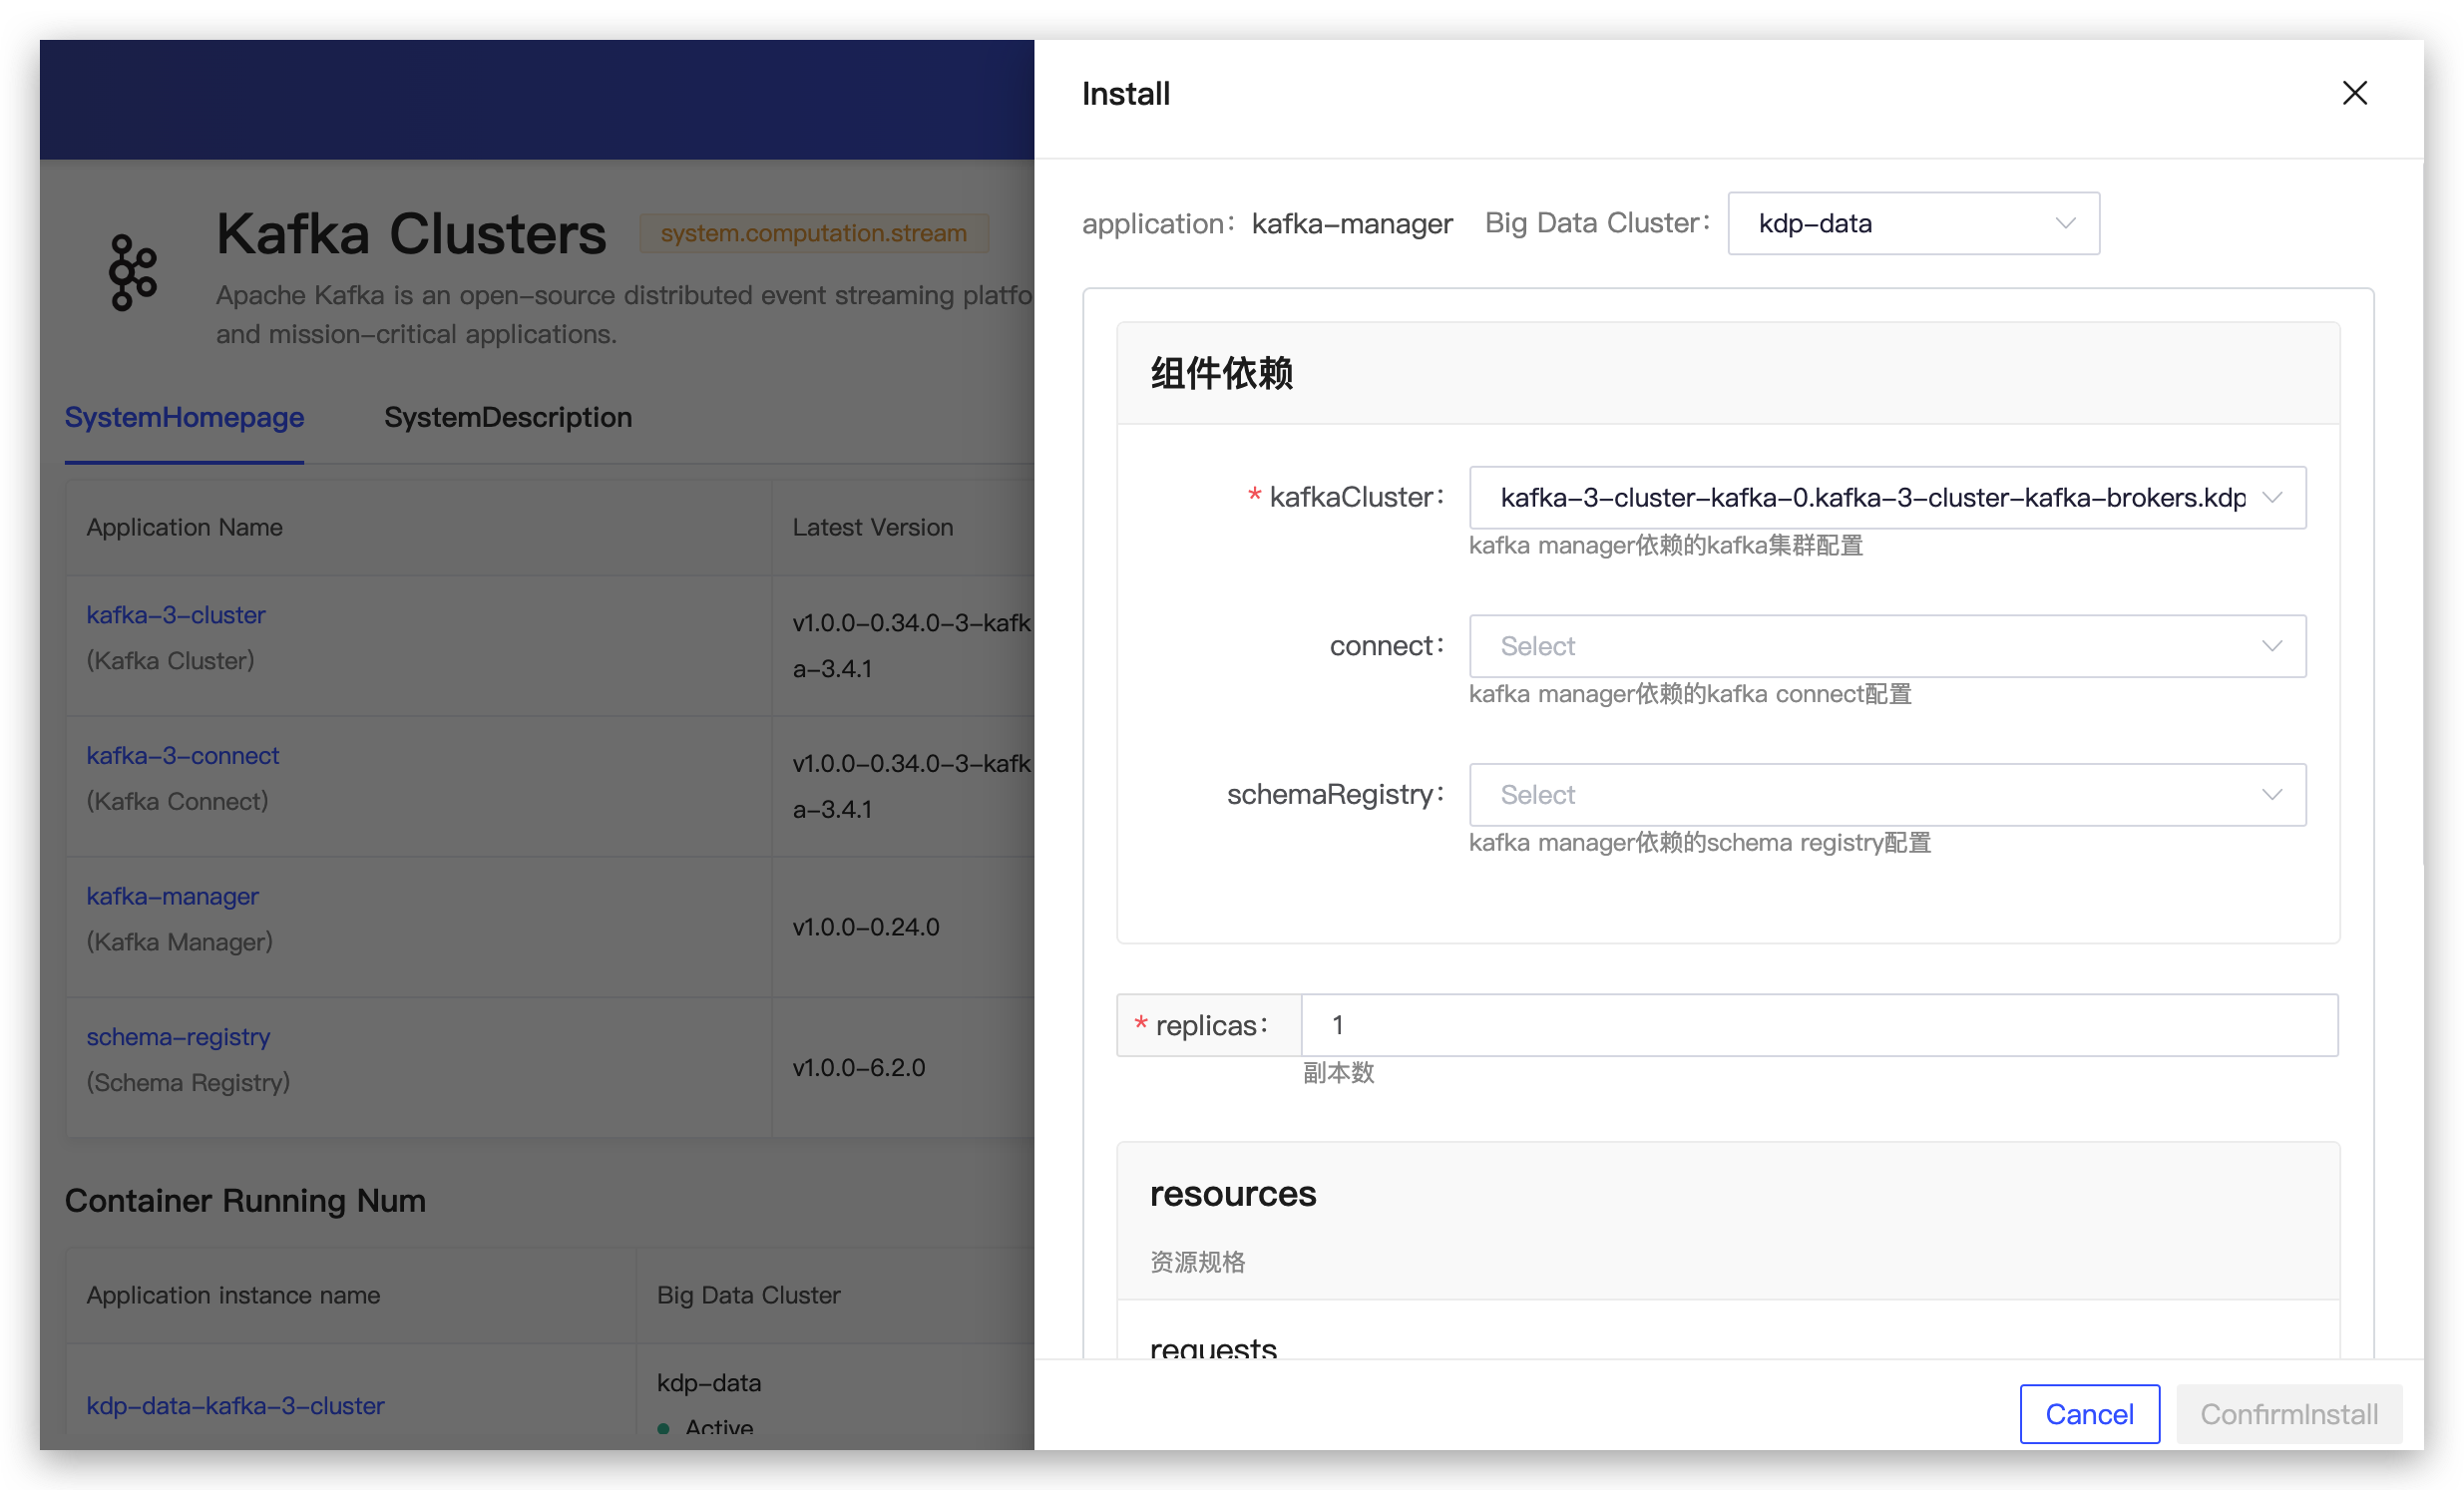 Kafka Clusters
system.computation.stream
Apache Kafka is an open-source distributed event streaming platfo
and mission-critical applications.
SystemHomepage
SystemDescription
Application Name
Latest Version
kafka-3-cluster
(Kafka Cluster)
v1.0.0-0.34.0-3-kafk
a-3.4.1
kafka-3-connect
(Kafka Connect)
v1.0.0-0.34.0-3-kafk
a-3.4.1
kafka-manager
(Kafka Manager)
v1.0.0-0.24.0
schema-registry
(Schema Registry)
v1.0.0-6.2.0
Container Running Num
Application instance name
Big Data Cluster
kdp-data-kafka-3-cluster
kdp-data
Active
Install
application: kafka-manager
Big Data Cluster: kdp-data
组件依赖
* kafkaCluster: kafka-3-cluster-kafka-0.kafka-3-cluster-kafka-brokers.kdp
kafka manager依赖的kafka集群配置
connect: Select
kafka manager依赖的kafka connect配置
schemaRegistry: Select
kafka manager依赖的schema registry配置
* replicas: 1
副本数
resources
资源规格
requests
Cancel
ConfirmInstall